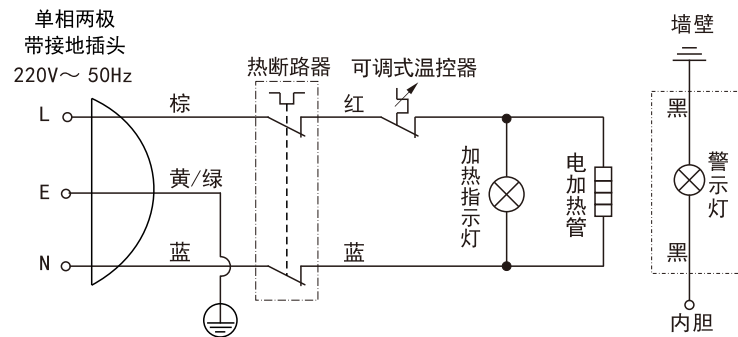 单相两极
带接地插头
220V～ 50Hz
热断路器
可调式温控器
墙壁
L
棕
红
黑
E
黄/绿
加热指示灯
电加热管
警示灯
N
蓝
蓝
黑
内胆